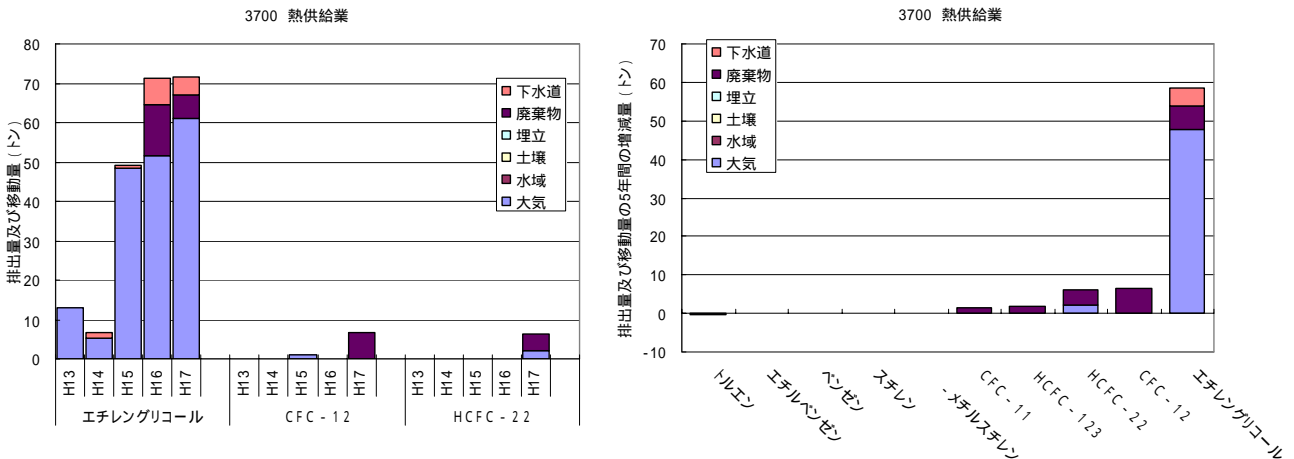 3700 熱供給業
排出量及び移動量(トン)
80
70
60
50
40
30
20
10
0
下水道
廃棄物
埋立
土壌
水域
大気
H13 H14 H15 H16 H17 H13 H14 H15 H16 H17 H13 H14 H15 H16 H17
エチレングリコール CFC-12 HCFC-22
3700 熱供給業
排出量及び移動量の5年間の増減量(トン)
70
60
50
40
30
20
10
0
-10
下水道
廃棄物
埋立
土壌
水域
大気
トルエン
エチルベンゼン
ベンゼン
スチレン
-メチルスチレン
CFC-11
HCFC-123
HCFC-22
CFC-12
エチレングリコール